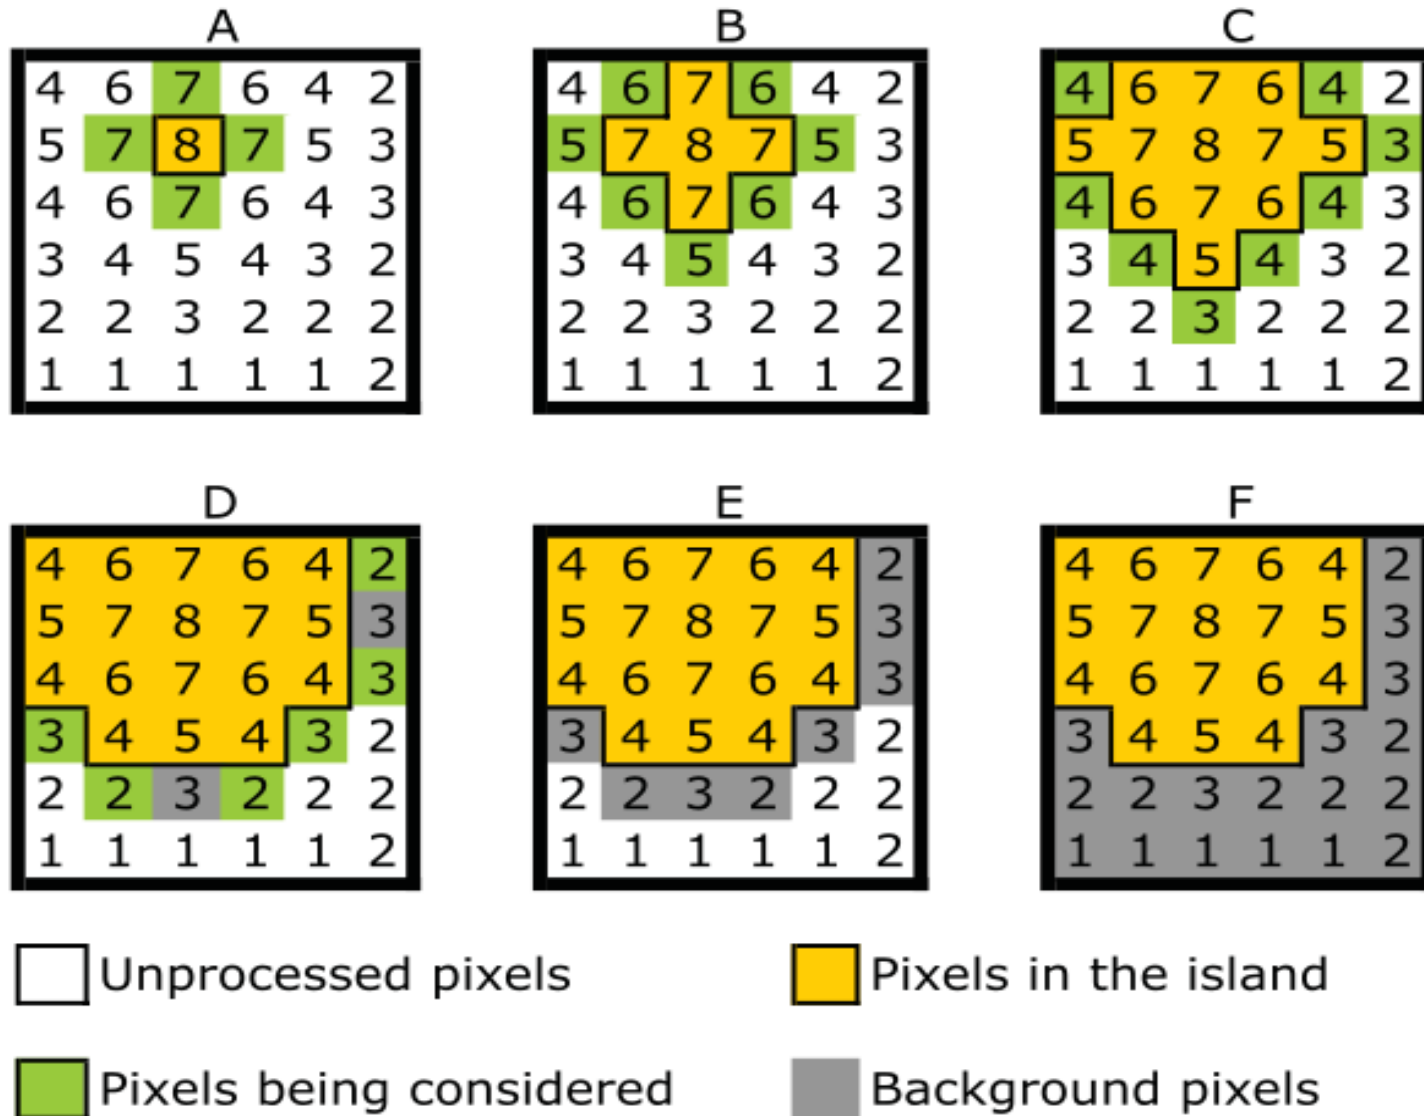 A B C
4 6 7 6 4 2 4 6 7 6 4 2 4 6 7 6 4 2
5 7 8 7 5 3 5 7 8 7 5 3 5 7 8 7 5 3
4 6 7 6 4 3 4 6 7 6 4 3 4 6 7 6 4 3
3 4 5 4 3 2 3 4 5 4 3 2 3 4 5 4 3 2
2 2 3 2 2 2 2 2 3 2 2 2 2 2 3 2 2 2
1 1 1 1 1 2 1 1 1 1 1 2 1 1 1 1 1 2
D E F
4 6 7 6 4 2 4 6 7 6 4 2 4 6 7 6 4 2
5 7 8 7 5 3 5 7 8 7 5 3 5 7 8 7 5 3
4 6 7 6 4 3 4 6 7 6 4 3 4 6 7 6 4 3
3 4 5 4 3 2 3 4 5 4 3 2 3 4 5 4 3 2
2 2 3 2 2 2 2 2 3 2 2 2 2 2 3 2 2 2
1 1 1 1 1 2 1 1 1 1 1 2 1 1 1 1 1 2
Unprocessed pixels Pixels in the island
Pixels being considered Background pixels